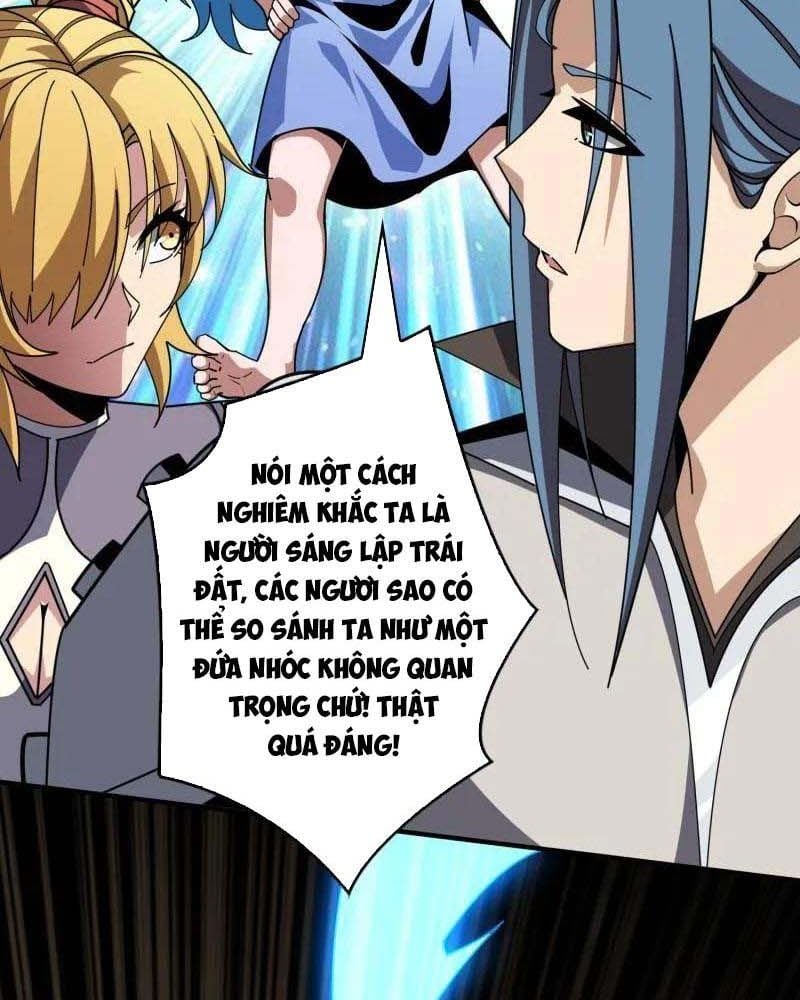 NÓI MỘT CÁCH
NGHIÊM KHẮC TA LÀ
NGƯỜI SÁNG LẬP TRÁI
ĐẤT, CÁC NGƯƠI SAO CÓ
THỂ SO SÁNH TA NHƯ MỘT
ĐỨA NHÓC KHÔNG QUAN
TRỌNG CHỨ! THẬT
QUÁ ĐÁNG!